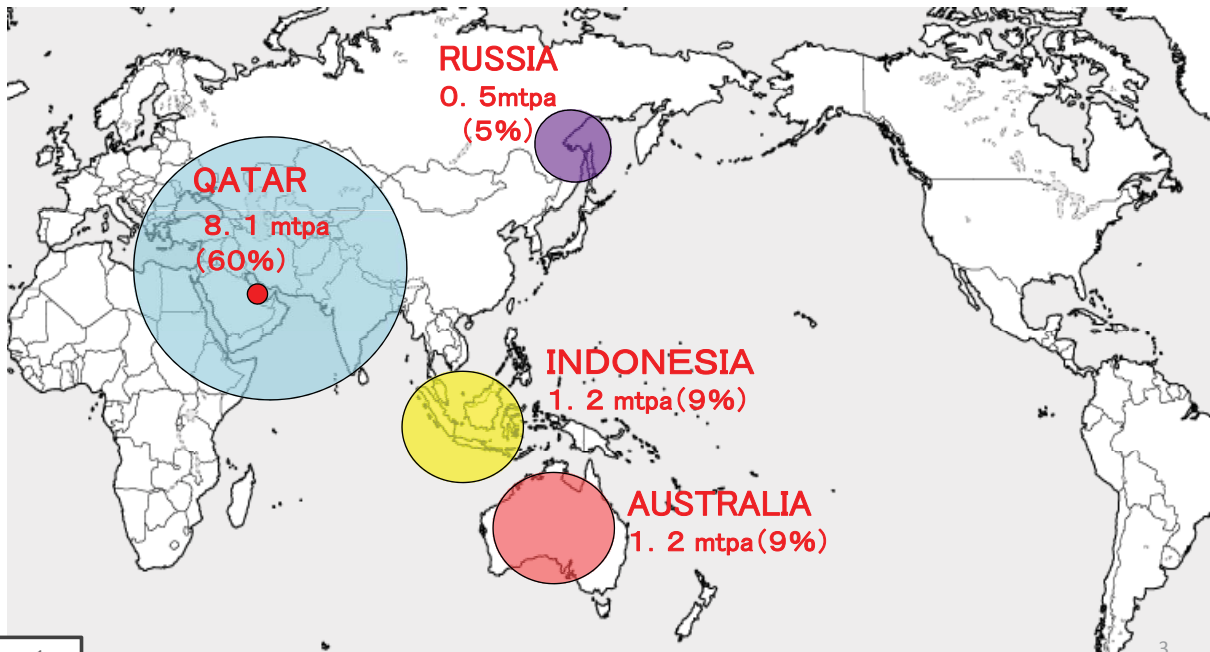 RUSSIA
0. 5mtpa
(5%)
QATAR
8. 1 mtpa
(60%)
INDONESIA
1. 2 mtpa(9%)
AUSTRALIA
1. 2 mtpa(9%)
3